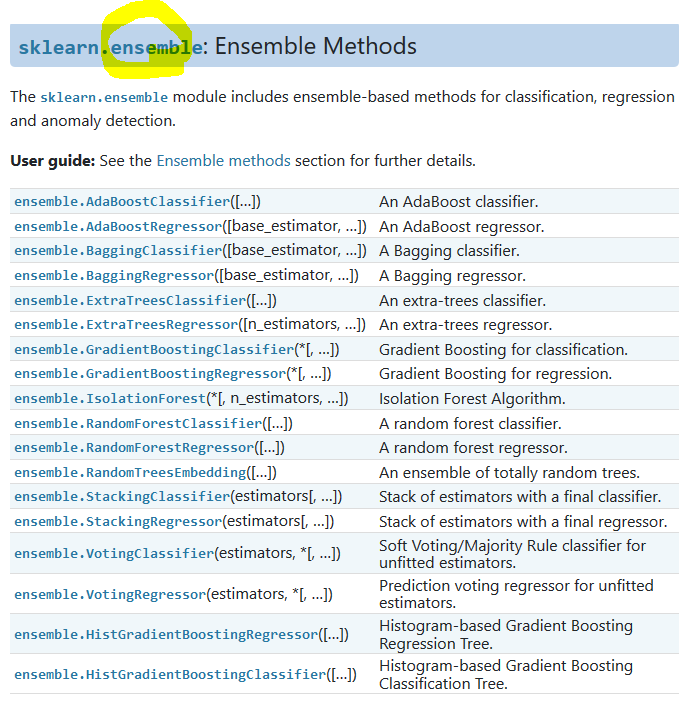 sklearn.ensemble: Ensemble Methods
The sklearn.ensemble module includes ensemble-based methods for classification, regression
and anomaly detection.
User guide: See the Ensemble methods section for further details.
ensemble.AdaBoostClassifier([...]) An AdaBoost classifier.
ensemble.AdaBoostRegressor([base_estimator, ...]) An AdaBoost regressor.
ensemble.BaggingClassifier([base_estimator, ...]) A Bagging classifier.
ensemble.BaggingRegressor([base_estimator, ...]) A Bagging regressor.
ensemble.ExtraTreesClassifier([...]) An extra-trees classifier.
ensemble.ExtraTreesRegressor([n_estimators, ...]) An extra-trees regressor.
ensemble.GradientBoostingClassifier(*[, ...]) Gradient Boosting for classification.
ensemble.GradientBoostingRegressor(*[, ...]) Gradient Boosting for regression.
ensemble.IsolationForest(*[, n_estimators, ...]) Isolation Forest Algorithm.
ensemble.RandomForestClassifier([...]) A random forest classifier.
ensemble.RandomForestRegressor([...]) A random forest regressor.
ensemble.RandomTreesEmbedding([...]) An ensemble of totally random trees.
ensemble.StackingClassifier(estimators[, ...]) Stack of estimators with a final classifier.
ensemble.StackingRegressor(estimators[, ...]) Stack of estimators with a final regressor.
ensemble.VotingClassifier(estimators, *[, ...]) Soft Voting/Majority Rule classifier for
unfitted estimators.
ensemble.VotingRegressor(estimators, *[, ...]) Prediction voting regressor for unfitted
estimators.
ensemble.HistGradientBoostingRegressor([...]) Histogram-based Gradient Boosting
Regression Tree.
ensemble.HistGradientBoostingClassifier([...]) Histogram-based Gradient Boosting
Classification Tree.